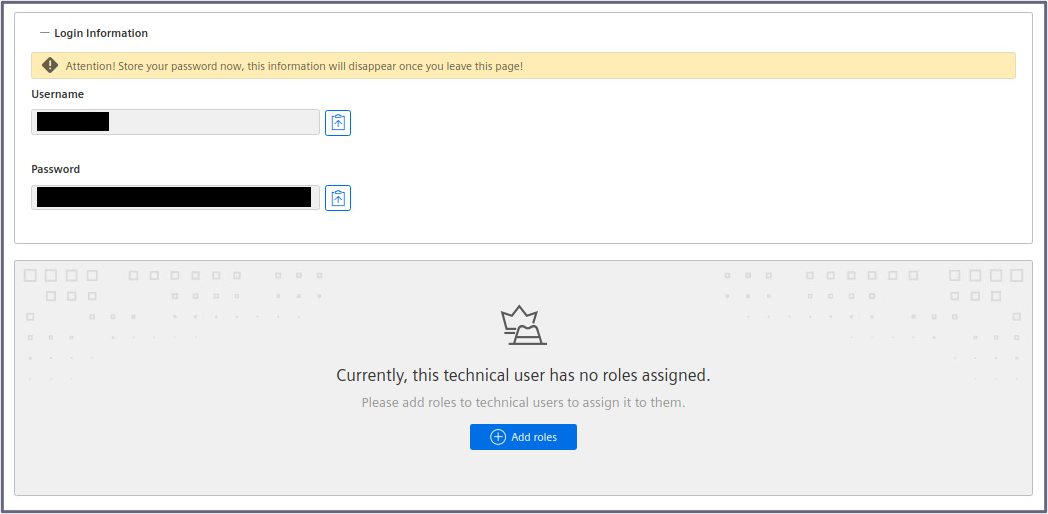 Login Information
Attention! Store your password now, this information will disappear once you leave this page!
Username
Password
Currently, this technical user has no roles assigned.
Please add roles to technical users to assign it to them.
Add roles